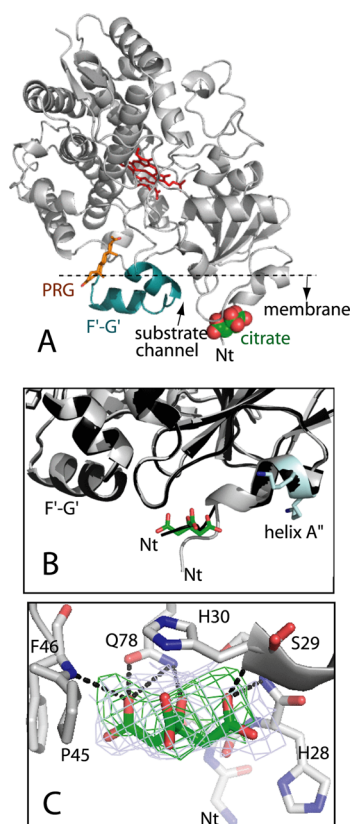 PRG
F'-G'
substrate
channel
membrane
citrate
Nt
A
F'-G'
Nt
Nt
helix A"
B
H30
Q78
S29
F46
P45
H28
Nt
C